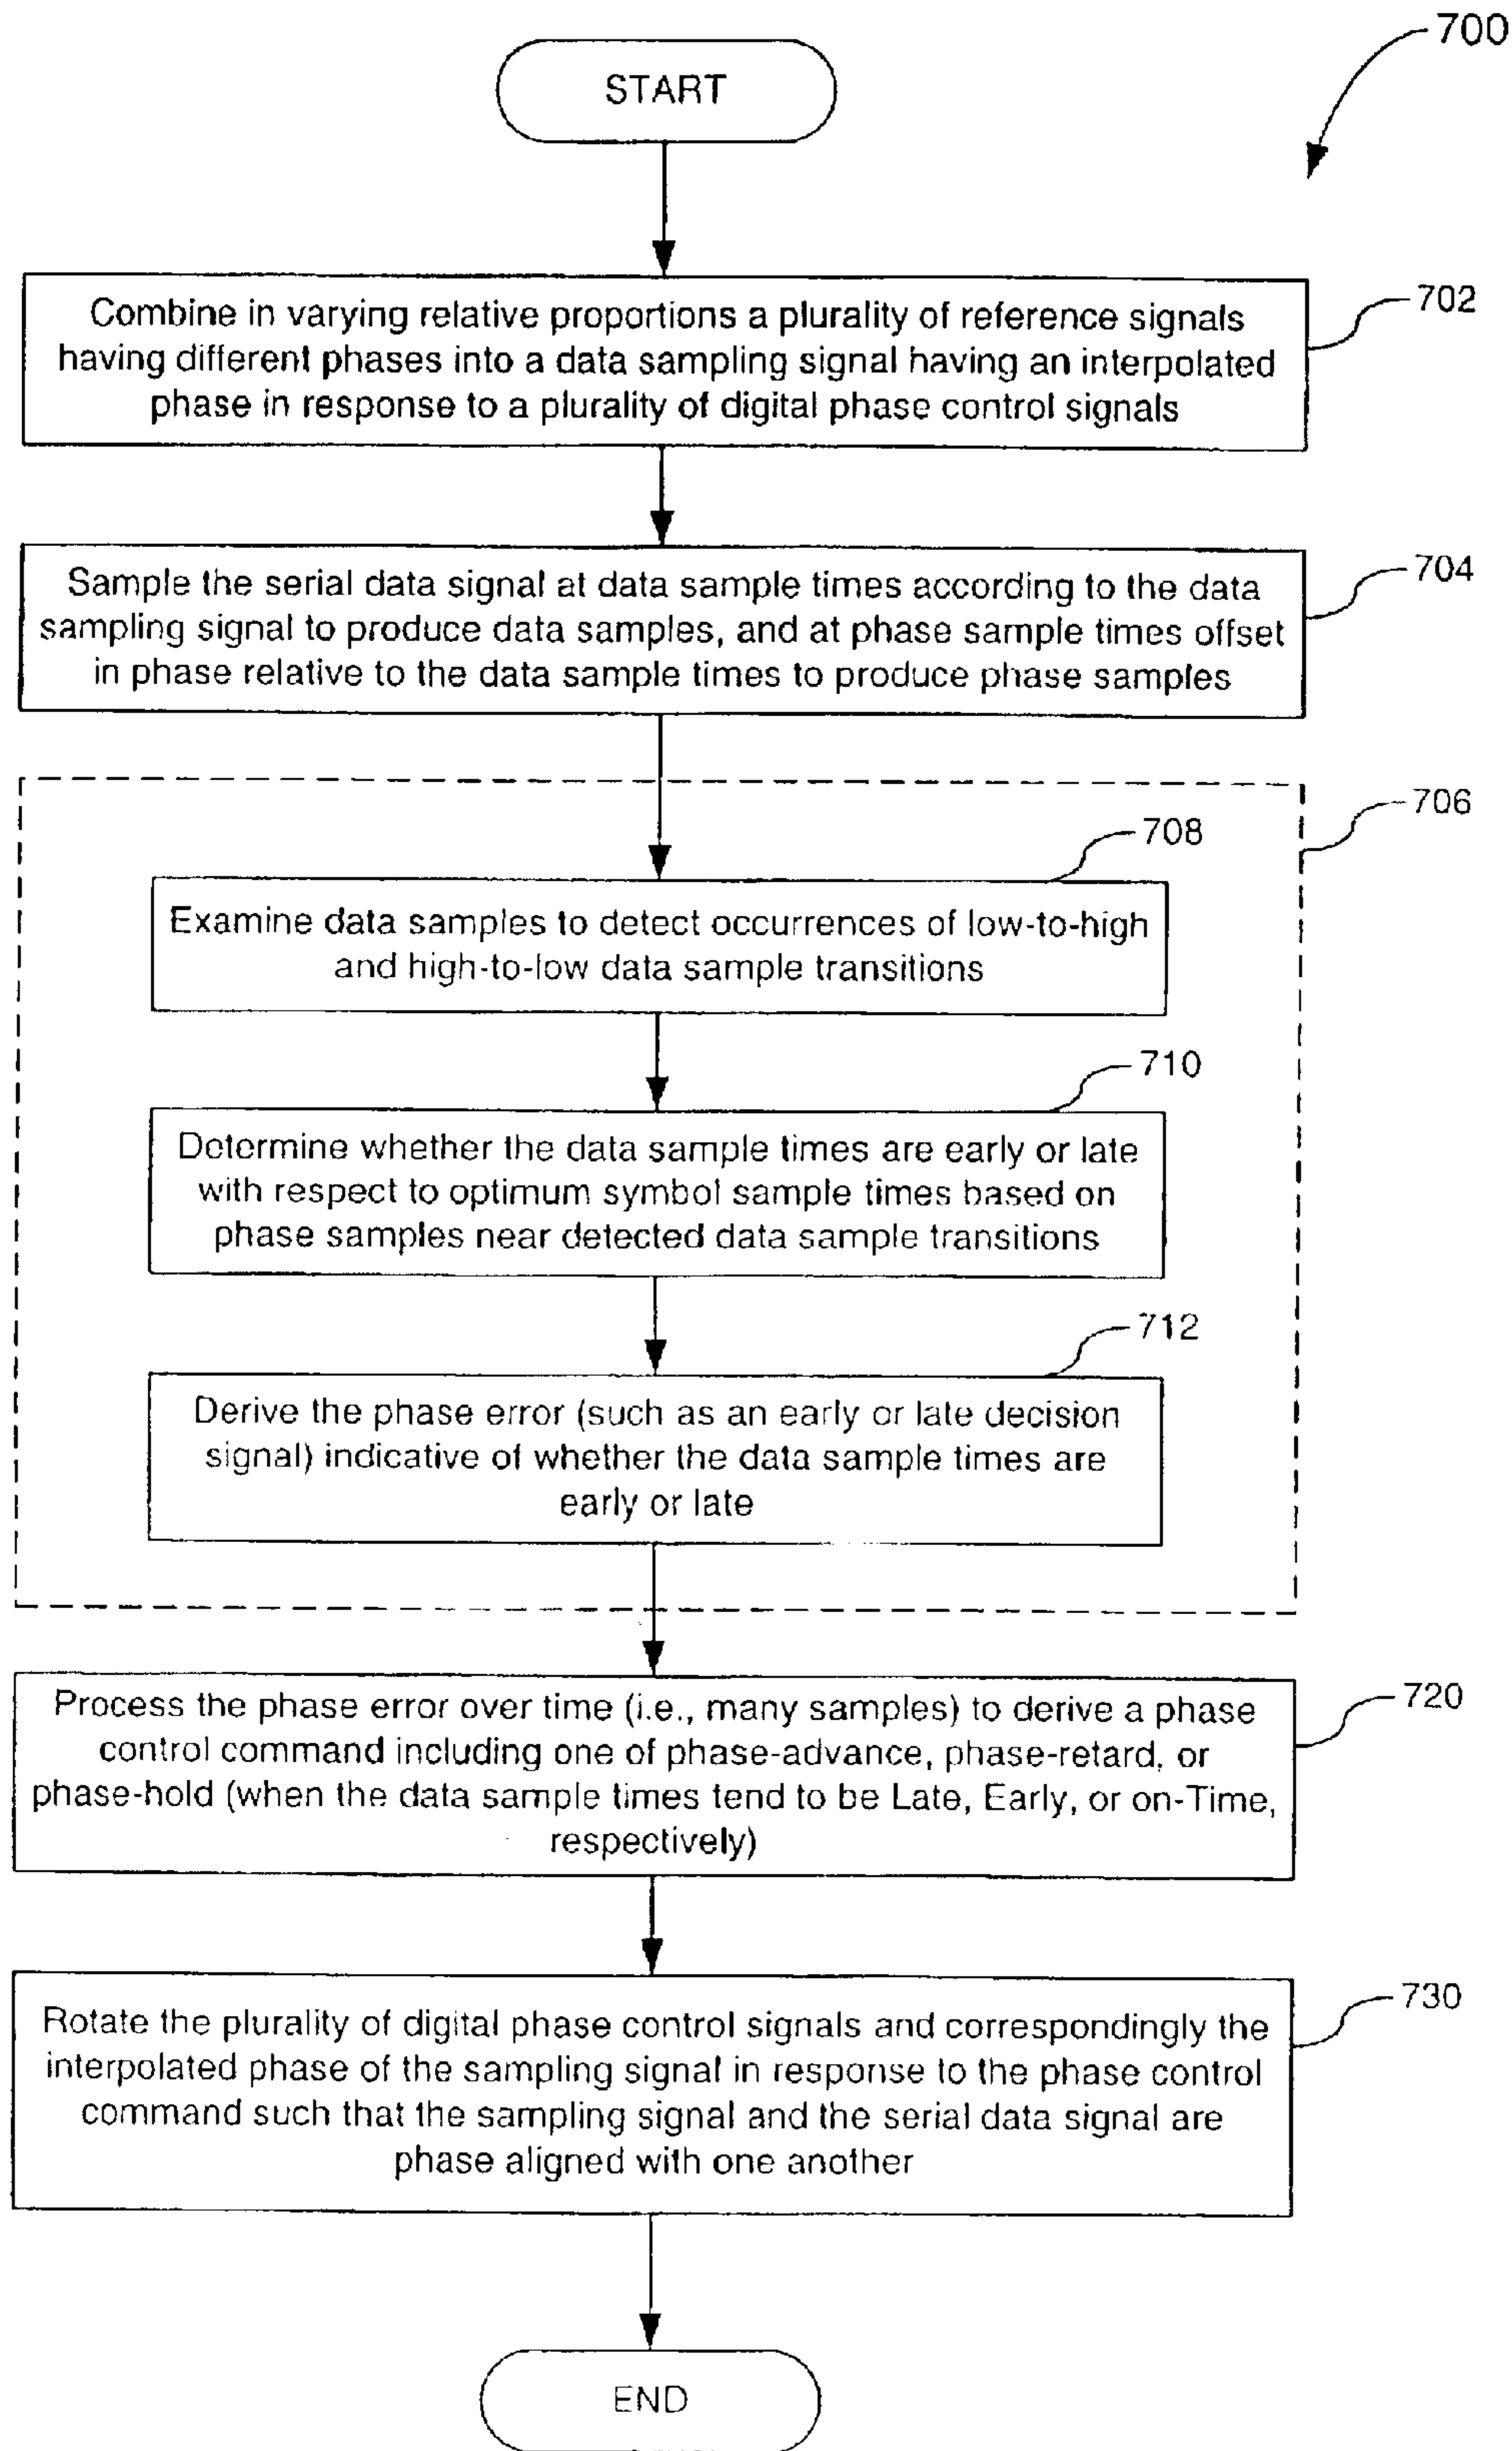 700
START
Combine in varying relative proportions a plurality of reference signals
having different phases into a data sampling signal having an interpolated
phase in response to a plurality of digital phase control signals
702
Sample the serial data signal at data sample times according to the data
sampling signal to produce data samples, and at phase sample times offset
in phase relative to the data sample times to produce phase samples
704
706
708
Examine data samples to detect occurrences of low-to-high
and high-to-low data sample transitions
710
Determine whether the data sample times are early or late
with respect to optimum symbol sample times based on
phase samples near detected data sample transitions
712
Derive the phase error (such as an early or late decision
signal) indicative of whether the data sample times are
early or late
Process the phase error over time (i.e., many samples) to derive a phase
control command including one of phase-advance, phase-retard, or
phase-hold (when the data sample times tend to be Late, Early, or on-Time,
respectively)
720
Rotate the plurality of digital phase control signals and correspondingly the
interpolated phase of the sampling signal in response to the phase control
command such that the sampling signal and the serial data signal are
phase aligned with one another
730
END